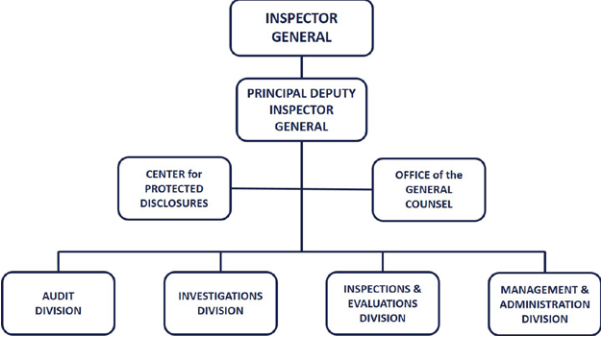 INSPECTOR
GENERAL
PRINCIPAL DEPUTY
INSPECTOR
GENERAL
CENTER for
PROTECTED
DISCLOSURES
OFFICE of the
GENERAL
COUNSEL
AUDIT
DIVISION
INVESTIGATIONS
DIVISION
INSPECTIONS &
EVALUATIONS
DIVISION
MANAGEMENT &
ADMINISTRATION
DIVISION